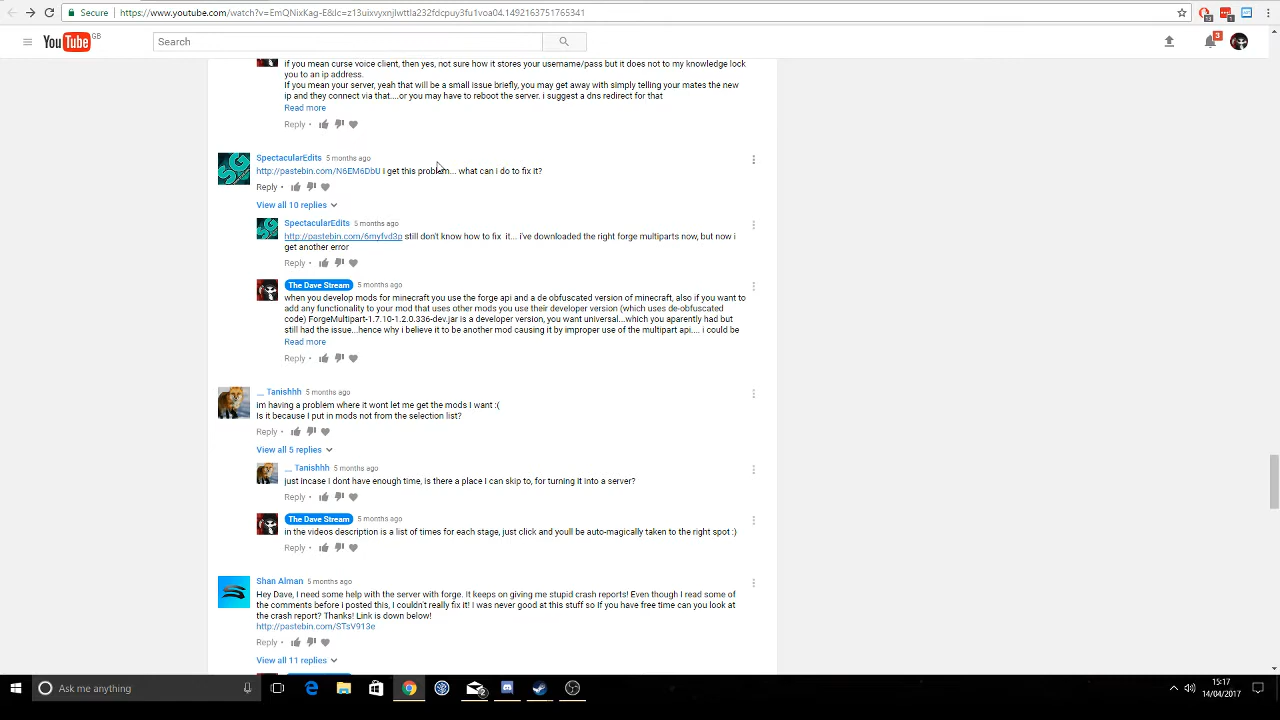 Secure
https://www.youtube.com/watch?v=EmQNixKag-E&lc=z13uixvyxnjlwttla232fdcpuy3fu1voa04.1492163751765341
YouTube GB
Search
3
if you mean curse voice client, then yes, not sure how it stores your username/pass but it does not to my knowledge lock
you to an ip address.
If you mean your server, yeah that will be a small issue briefly, you may get away with simply telling your mates the new
ip and they connect via that....or you may have to reboot the server. i suggest a dns redirect for that
Read more
Reply •
SpectacularEdits 5 months ago
http://pastebin.com/N6EM6DbU I get this problem... what can i do to fix it?
Reply •
View all 10 replies
SpectacularEdits 5 months ago
http://pastebin.com/6myfvd3p still don't know how to fix it... i've downloaded the right forge multiparts now, but now i
get another error
Reply •
The Dave Stream 5 months ago
when you develop mods for minecraft you use the forge api and a de obfuscated version of minecraft, also if you want to
add any functionality to your mod that uses other mods you use their developer version (which uses de-obfuscated
code) ForgeMultipart-1.7.10-1.2.0.336-dev.jar is a developer version, you want universal...which you aparently had but
still had the issue...hence why i believe it to be another mod causing it by improper use of the multipart api.... i could be
Read more
Reply •
__ Tanishhh 5 months ago
im having a problem where it wont let me get the mods I want :(
Is it because I put in mods not from the selection list?
Reply •
View all 5 replies
__ Tanishhh 5 months ago
just incase I dont have enough time, is there a place I can skip to, for turning it into a server?
Reply •
The Dave Stream 5 months ago
in the videos description is a list of times for each stage, just click and youll be auto-magically taken to the right spot :)
Reply •
Shan Alman 5 months ago
Hey Dave, I need some help with the server with forge. It keeps on giving me stupid crash reports! Even though I read some of
the comments before I posted this, I couldn't really fix it! I was never good at this stuff so If you have free time can you look at
the crash report? Thanks! Link is down below!
http://pastebin.com/STsV913e
Reply •
View all 11 replies
Ask me anything
15:17
14/04/2017